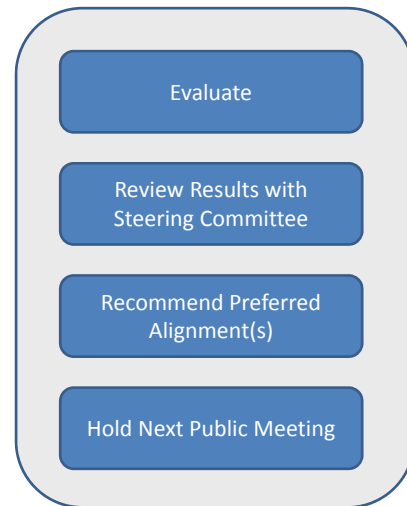 Evaluate
Review Results with
Steering Committee
Recommend Preferred
Alignment(s)
Hold Next Public Meeting